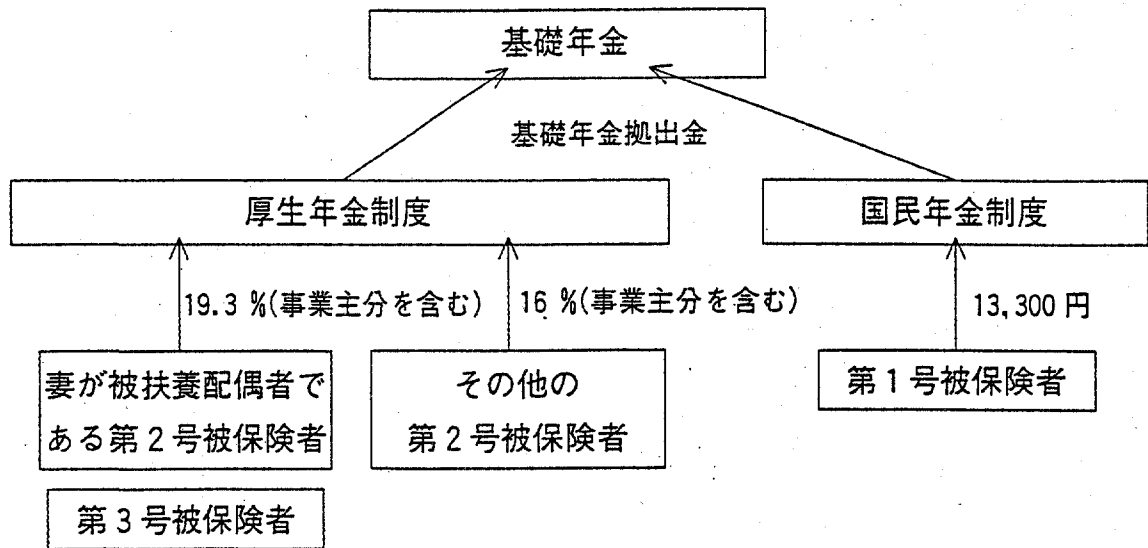 基礎年金
基礎年金拠出金
厚生年金制度
国民年金制度
19.3 %(事業主分を含む)
16 %(事業主分を含む)
13,300 円
妻が被扶養配偶者で
ある第2号被保険者
その他の
第2号被保険者
第1号被保険者
第3号被保険者